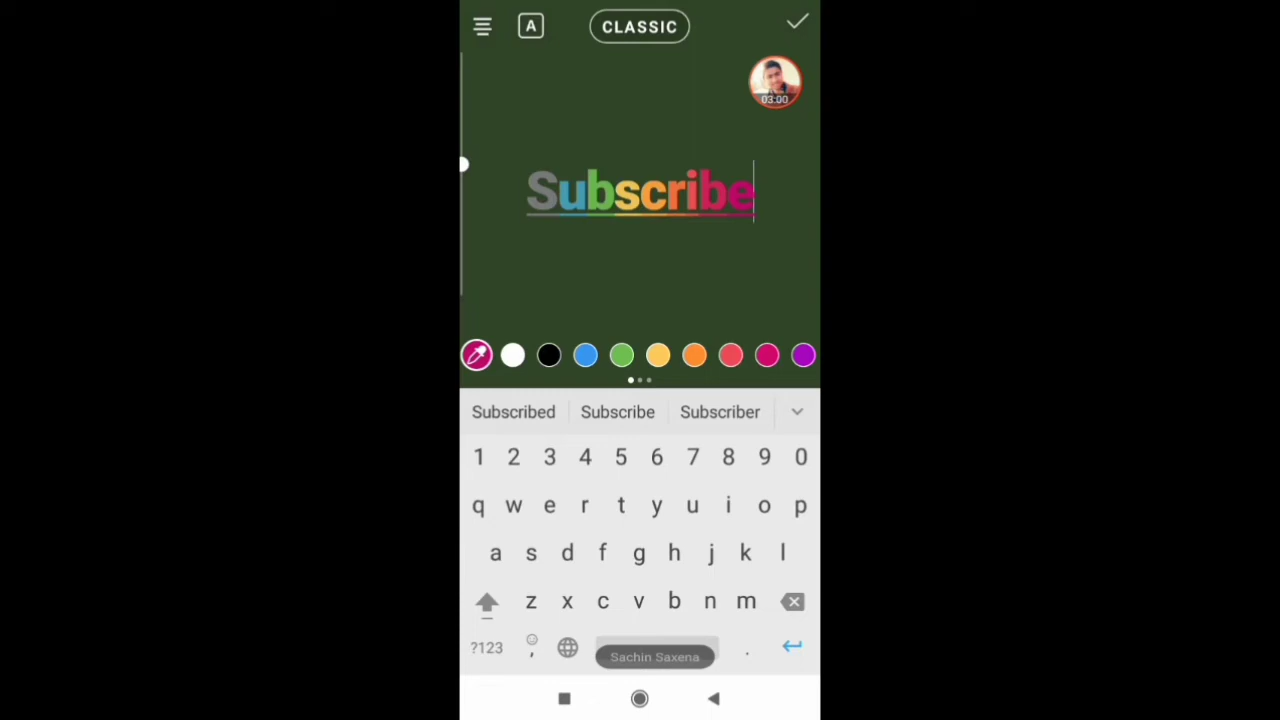 A CLASSIC
03:00
Subscribe
Subscribed Subscribe Subscriber
1 2 3 4 5 6 7 8 9 0
q w e r t y u i o p
a s d f g h j k l
z x c v b n m
?123 , .
Sachin Saxena